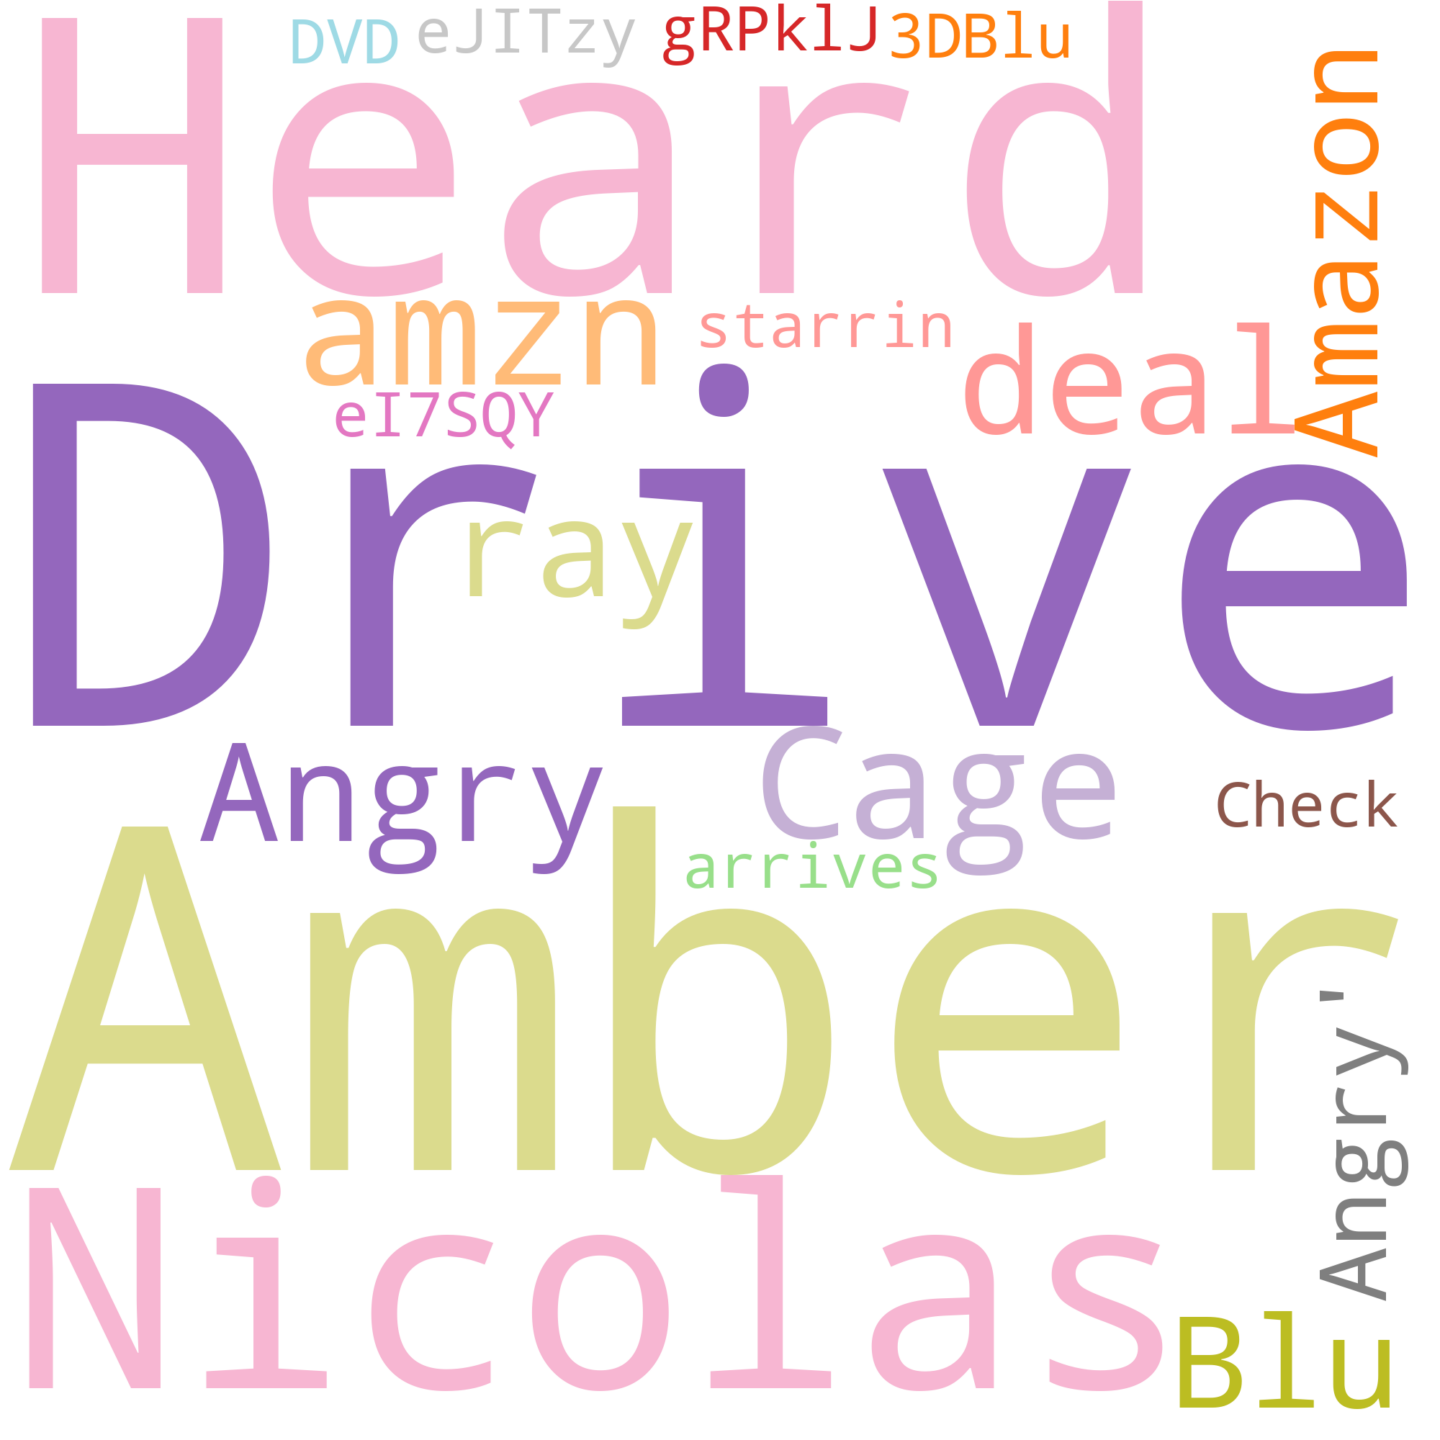 DVD eJITzy gRPklJ 3DBlu
Heard
Amazon
amzn starrin deal
eI7SQY
Drive
ray
Angry Cage Check
arrives
Amber
Angry'
Nicolas
Blu